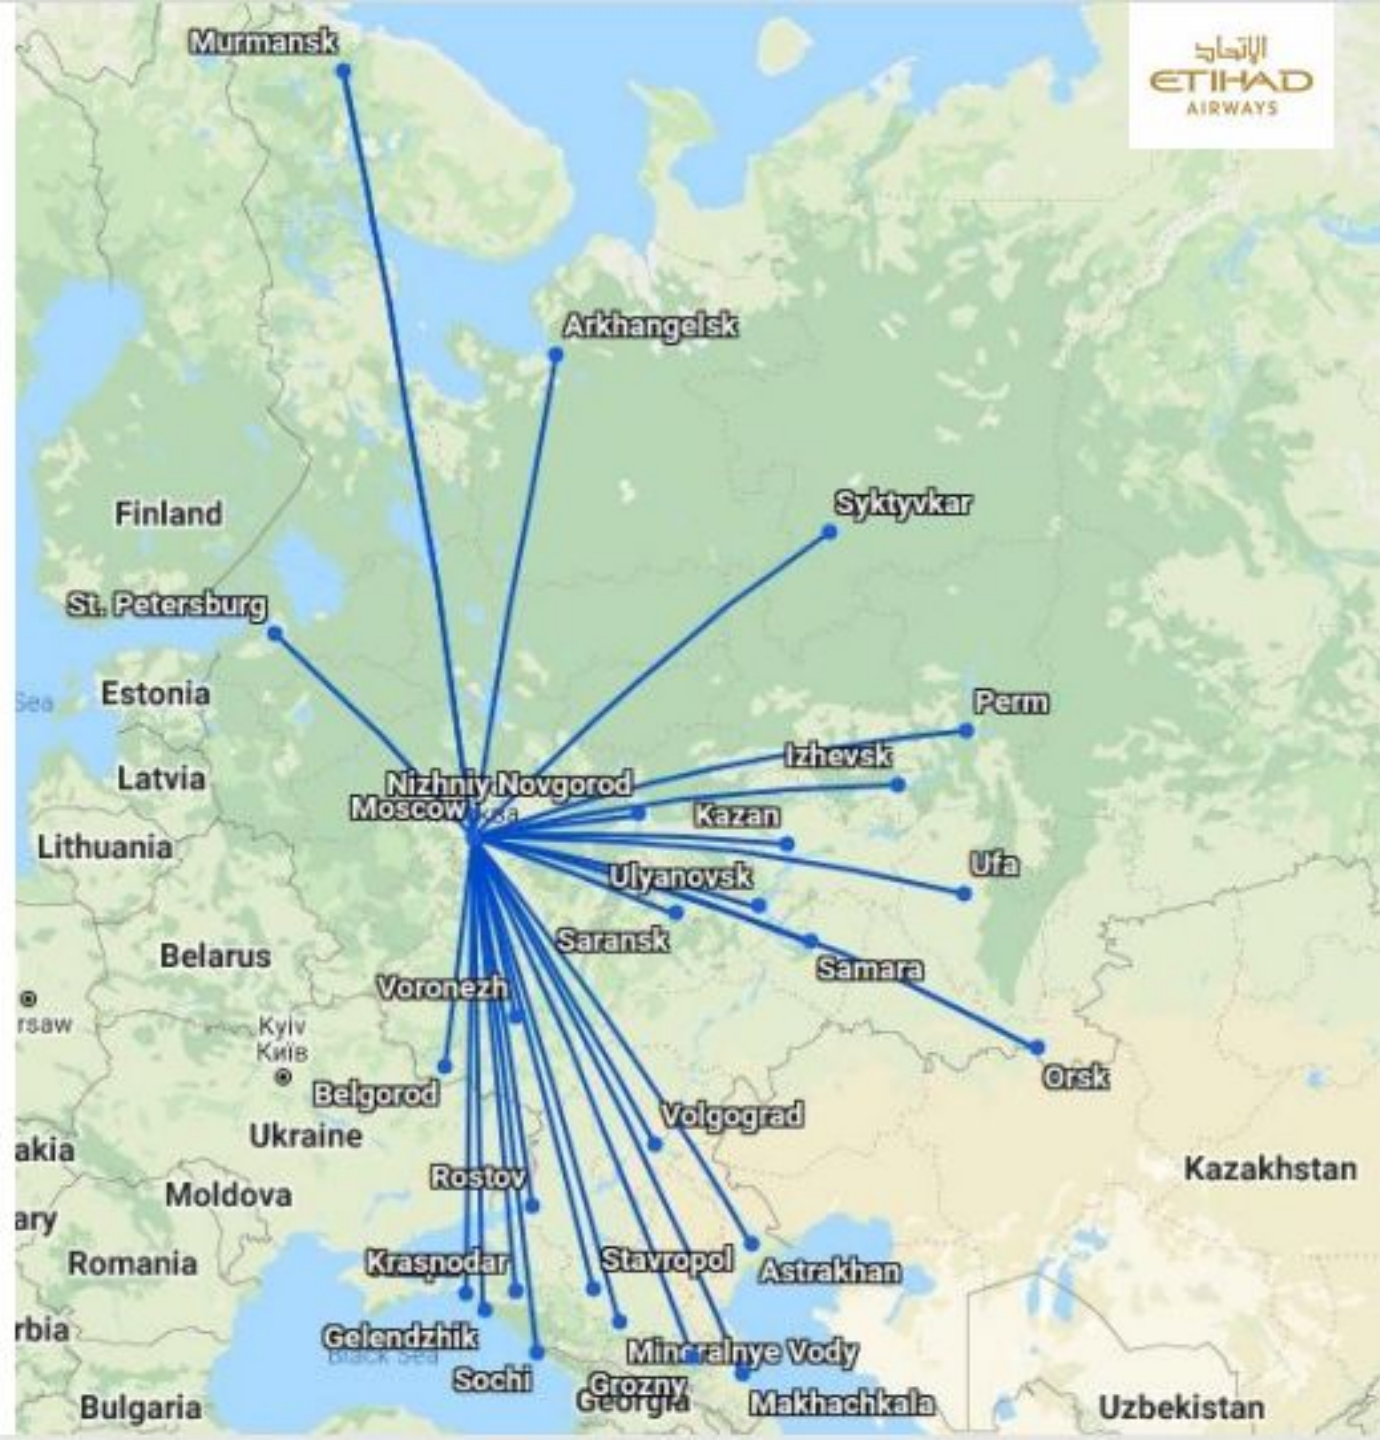 Murmansk
الإتحاد
ETIHAD
AIRWAYS
Arkhangelsk
Syktyvkar
Finland
St. Petersburg
Estonia
Sea
Perm
Izhevsk
Latvia
Nizhniy Novgorod
Moscow
Kazan
Lithuania
Ufa
Ulyanovsk
Saransk
Belarus
Samara
Voronezh
rsaw
Kyiv
Київ
Orsk
Belgorod
Volgograd
Ukraine
akia
Kazakhstan
Rostov
Moldova
ary
Romania
Krasnodar
Stavropol
Astrakhan
rbia
Gelendzhik
Black Sea
Mineralnye Vody
Sochi
Grozny
Georgia
Makhachkala
Bulgaria
Uzbekistan